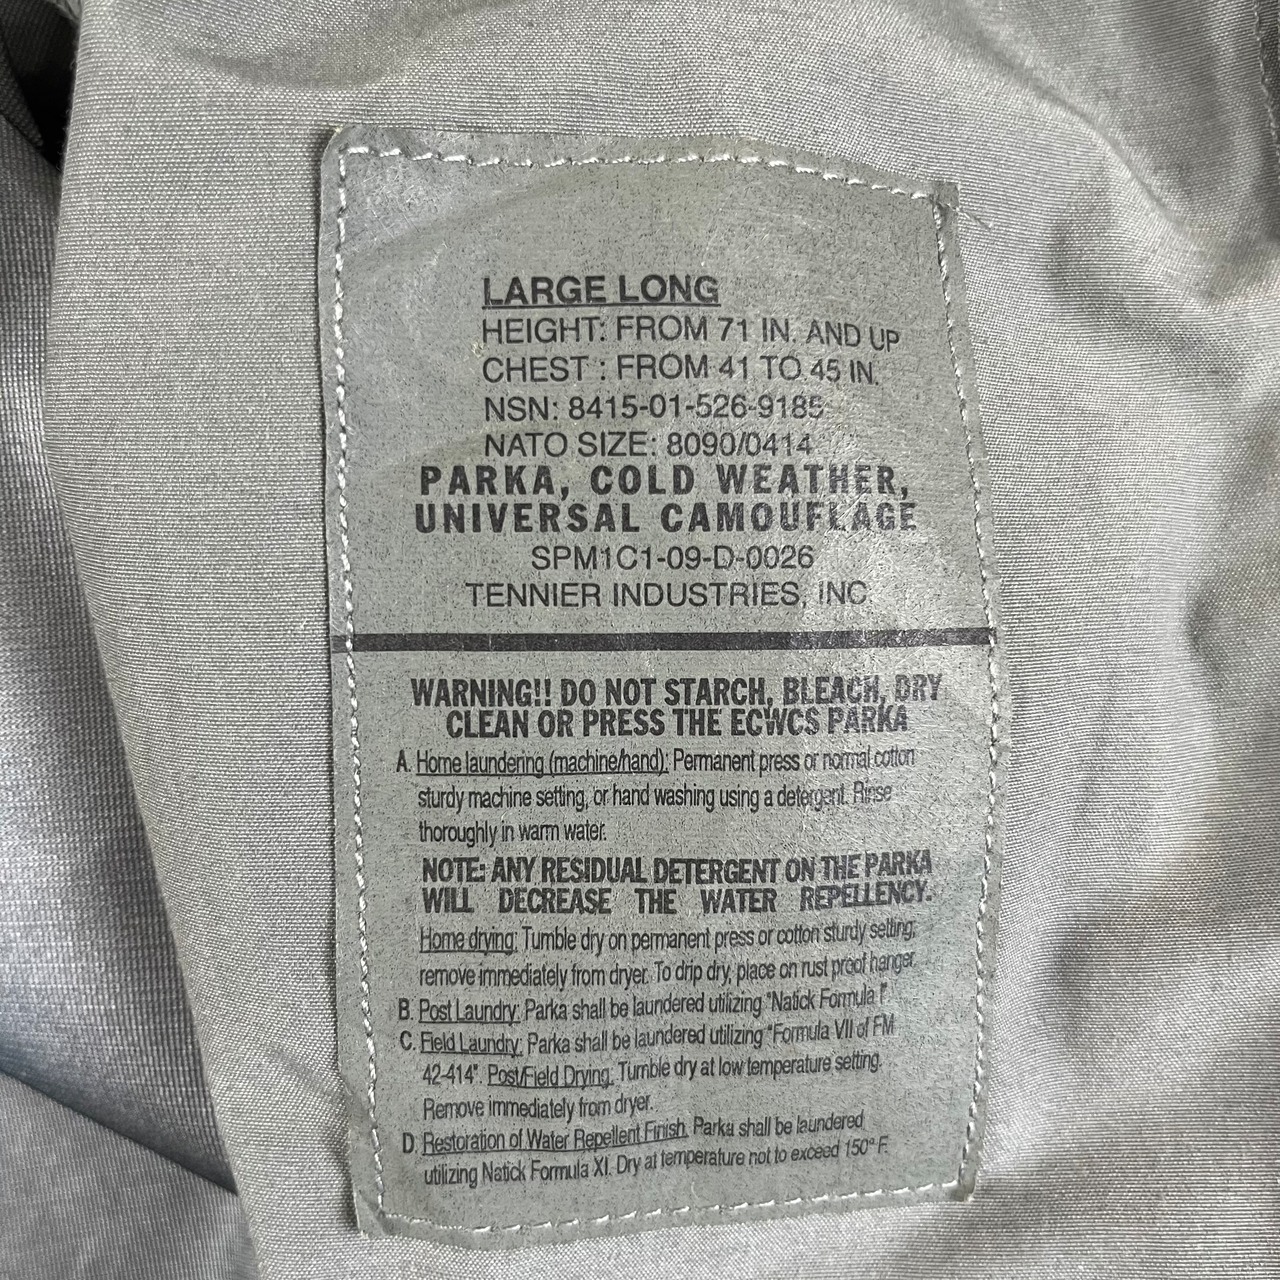 LARGE LONG
HEIGHT: FROM 71 IN. AND UP
CHEST : FROM 41 TO 45 IN.
NSN: 8415-01-526-9185
NATO SIZE: 8090/0414
PARKA, COLD WEATHER,
UNIVERSAL CAMOUFLAGE
SPM1C1-09-D-0026
TENNIER INDUSTRIES, INC
WARNING!! DO NOT STARCH, BLEACH, DRY
CLEAN OR PRESS THE ECWCS PARKA
A. Home laundering (machine/hand): Permanent press or normal cotton
sturdy machine setting, or hand washing using a detergent. Rinse
thoroughly in warm water.
NOTE: ANY RESIDUAL DETERGENT ON THE PARKA
WILL DECREASE THE WATER REPELLENCY.
Home drying: Tumble dry on permanent press or cotton sturdy setting;
remove immediately from dryer. To drip dry, place on rust proof hanger.
B. Post Laundry: Parka shall be laundered utilizing "Natick Formula I".
C. Field Laundry: Parka shall be laundered utilizing "Formula VII of FM
42-414". Post/Field Drying: Tumble dry at low temperature setting.
Remove immediately from dryer.
D. Restoration of Water Repellent Finish. Parka shall be laundered
utilizing Natick Formula XI. Dry at temperature not to exceed 150° F.